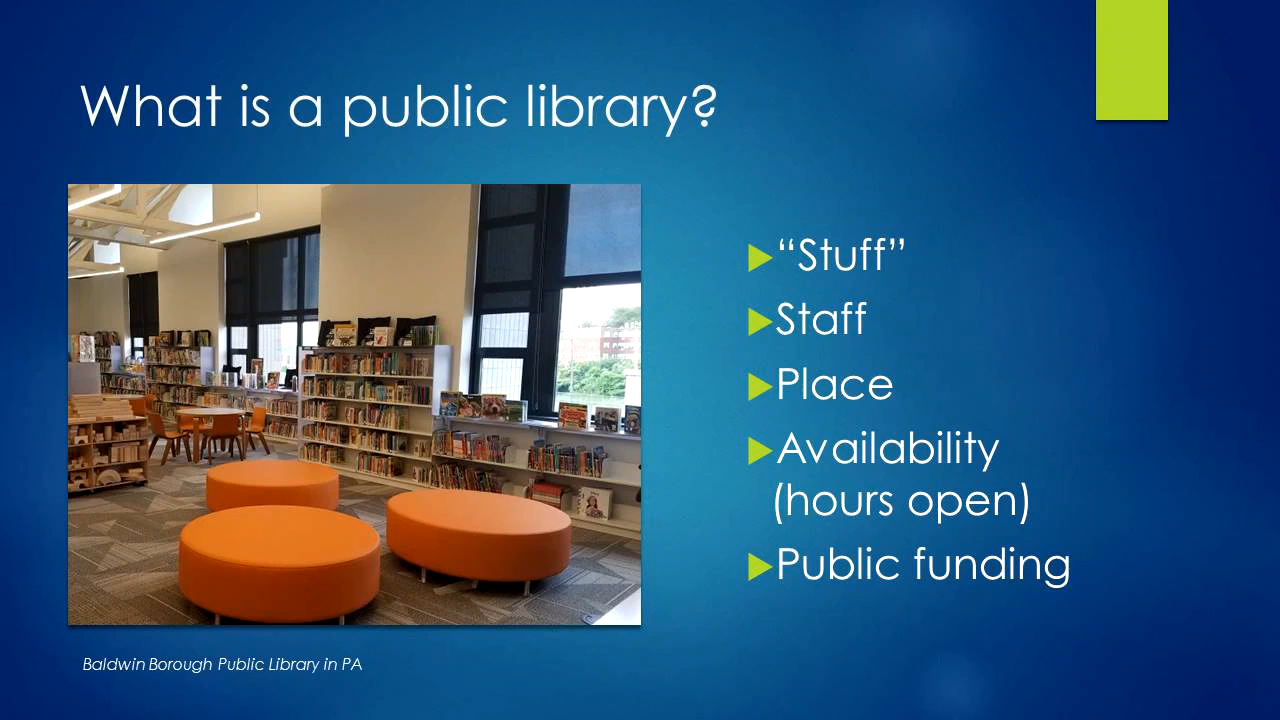 What is a public library?
“Stuff”
Staff
Place
Availability
(hours open)
Public funding
Baldwin Borough Public Library in PA